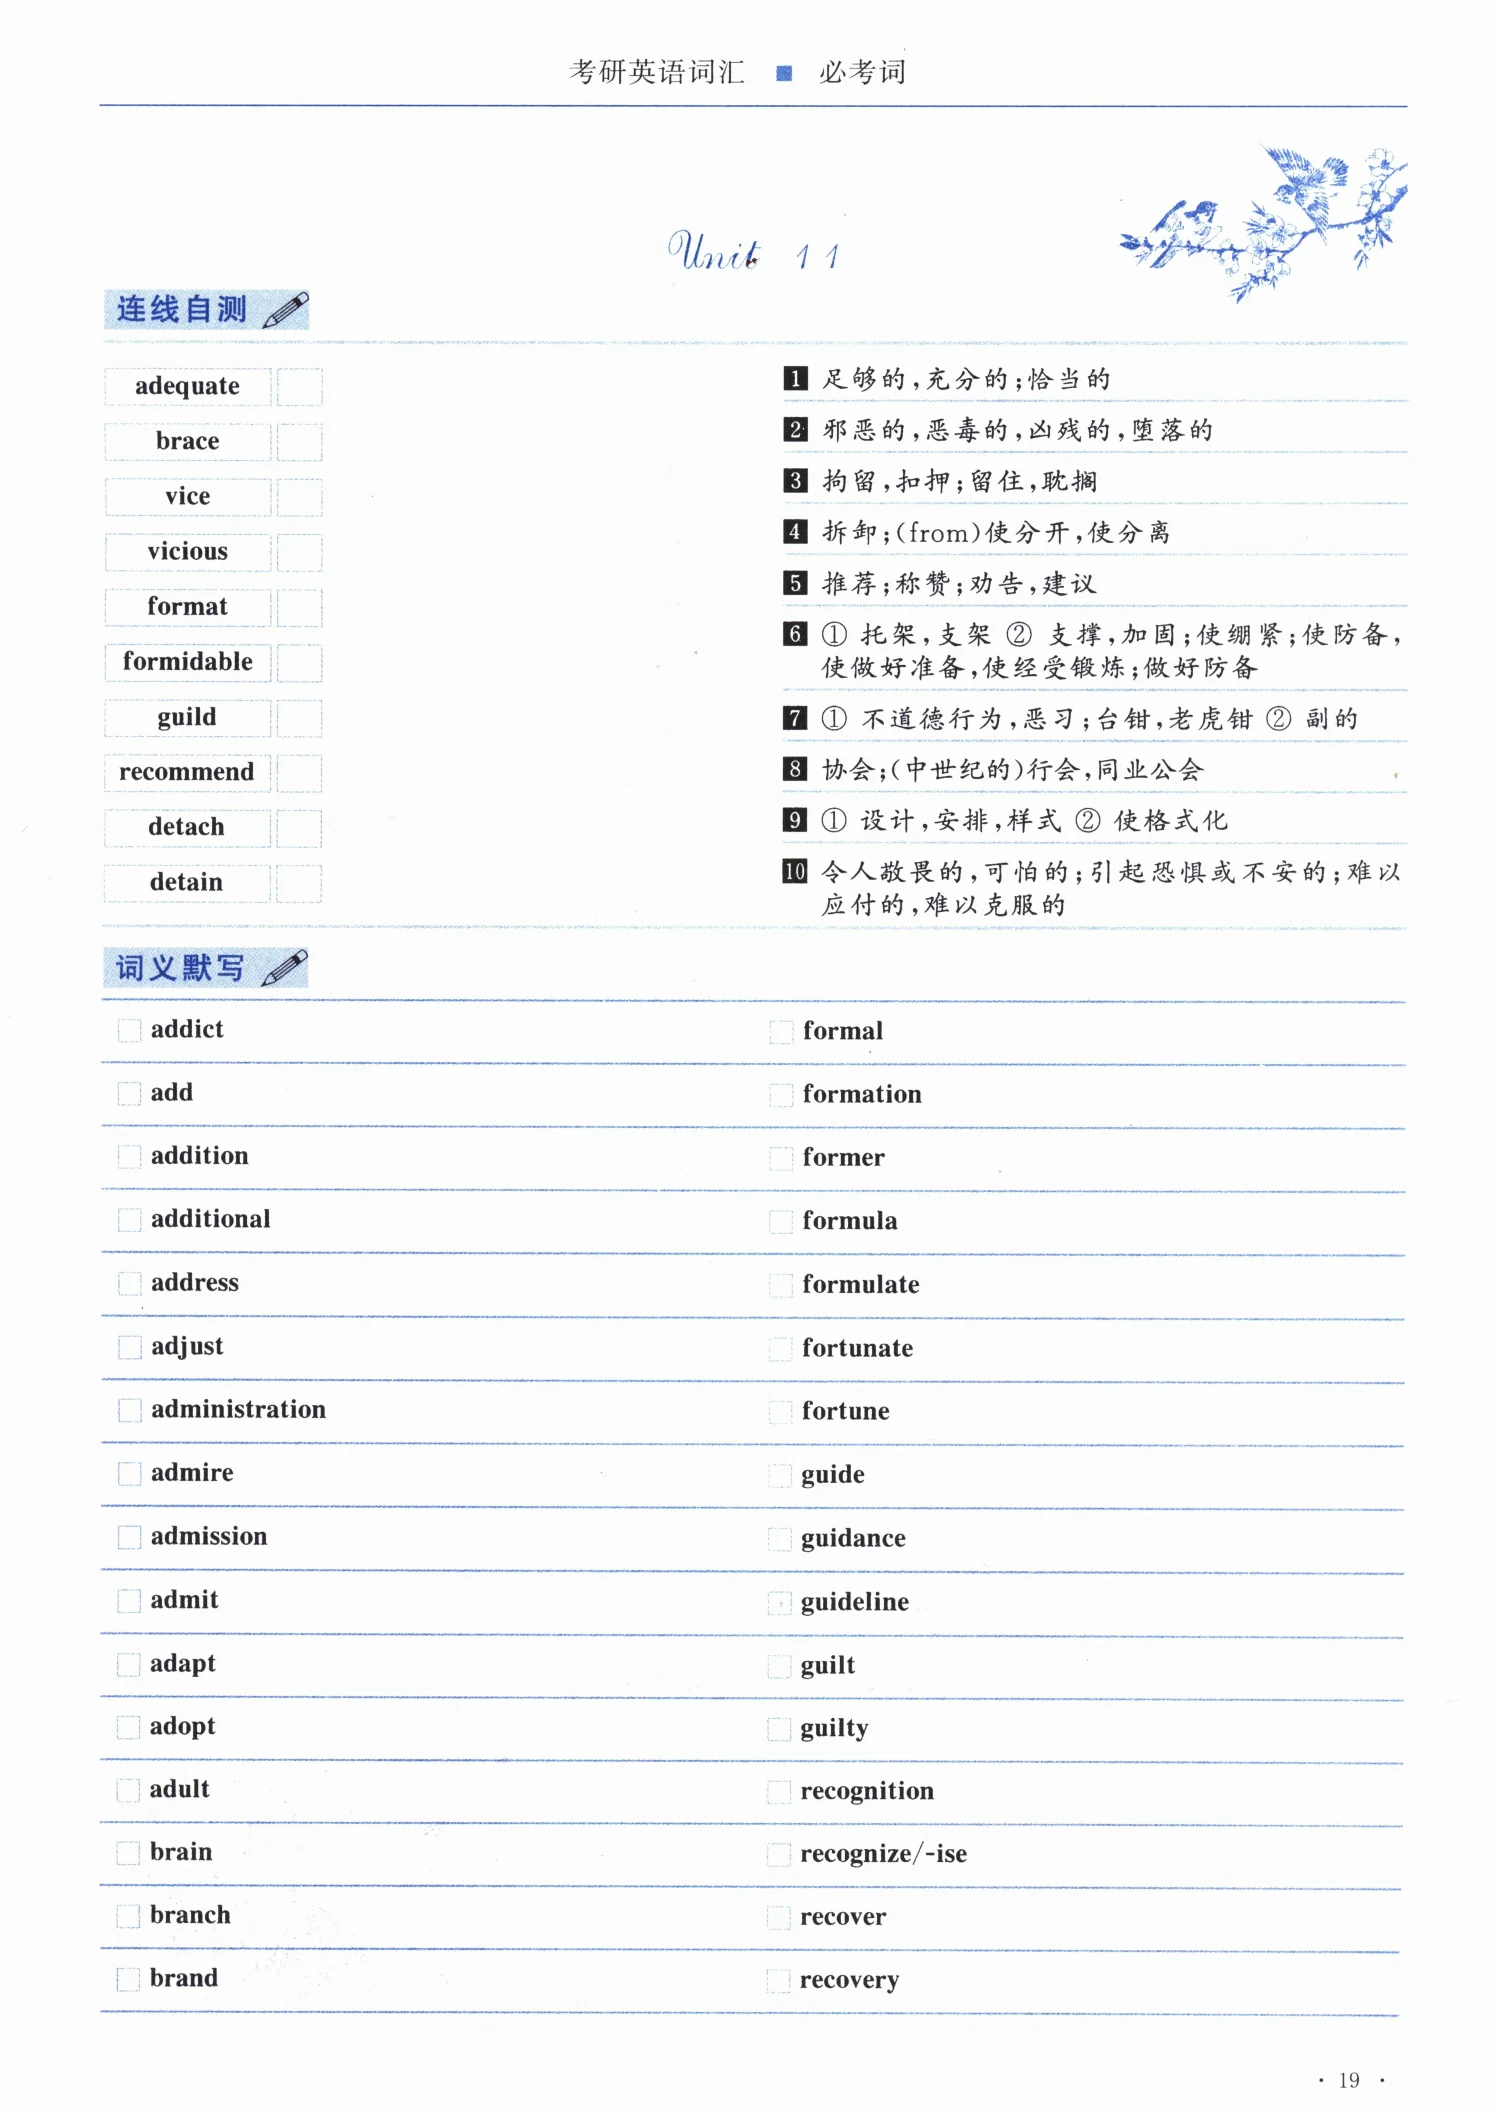 考研英语词汇 ■ 必考词
Unit 11
连线自测
adequate
brace
vice
vicious
format
formidable
guild
recommend
detach
detain
1 足够的,充分的;恰当的
2 邪恶的,恶毒的,凶残的,堕落的
3 拘留,扣押;留住,耽搁
4 拆卸;(from)使分开,使分离
5 推荐;称赞;劝告,建议
6 ① 托架,支架 ② 支撑,加固;使绷紧;使防备,
使做好准备,使经受锻炼;做好防备
7 ① 不道德行为,恶习;台钳,老虎钳 ② 副的
8 协会;(中世纪的)行会,同业公会
9 ① 设计,安排,样式 ② 使格式化
10 令人敬畏的,可怕的;引起恐惧或不安的;难以
应付的,难以克服的
词义默写
addict
add
addition
additional
address
adjust
administration
admire
admission
admit
adapt
adopt
adult
brain
branch
brand
formal
formation
former
formula
formulate
fortunate
fortune
guide
guidance
guideline
guilt
guilty
recognition
recognize/-ise
recover
recovery
· 19 ·